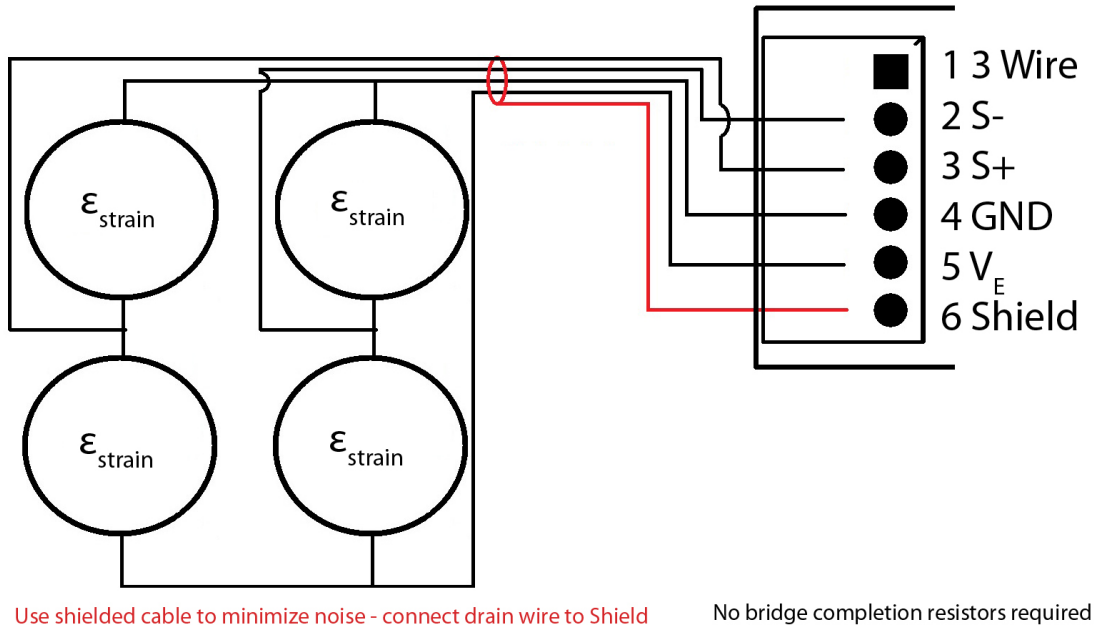 1 3 Wire
2 S-
3 S+
4 GND
5 VE
6 Shield
εstrain
εstrain
εstrain
εstrain
Use shielded cable to minimize noise - connect drain wire to Shield
No bridge completion resistors required